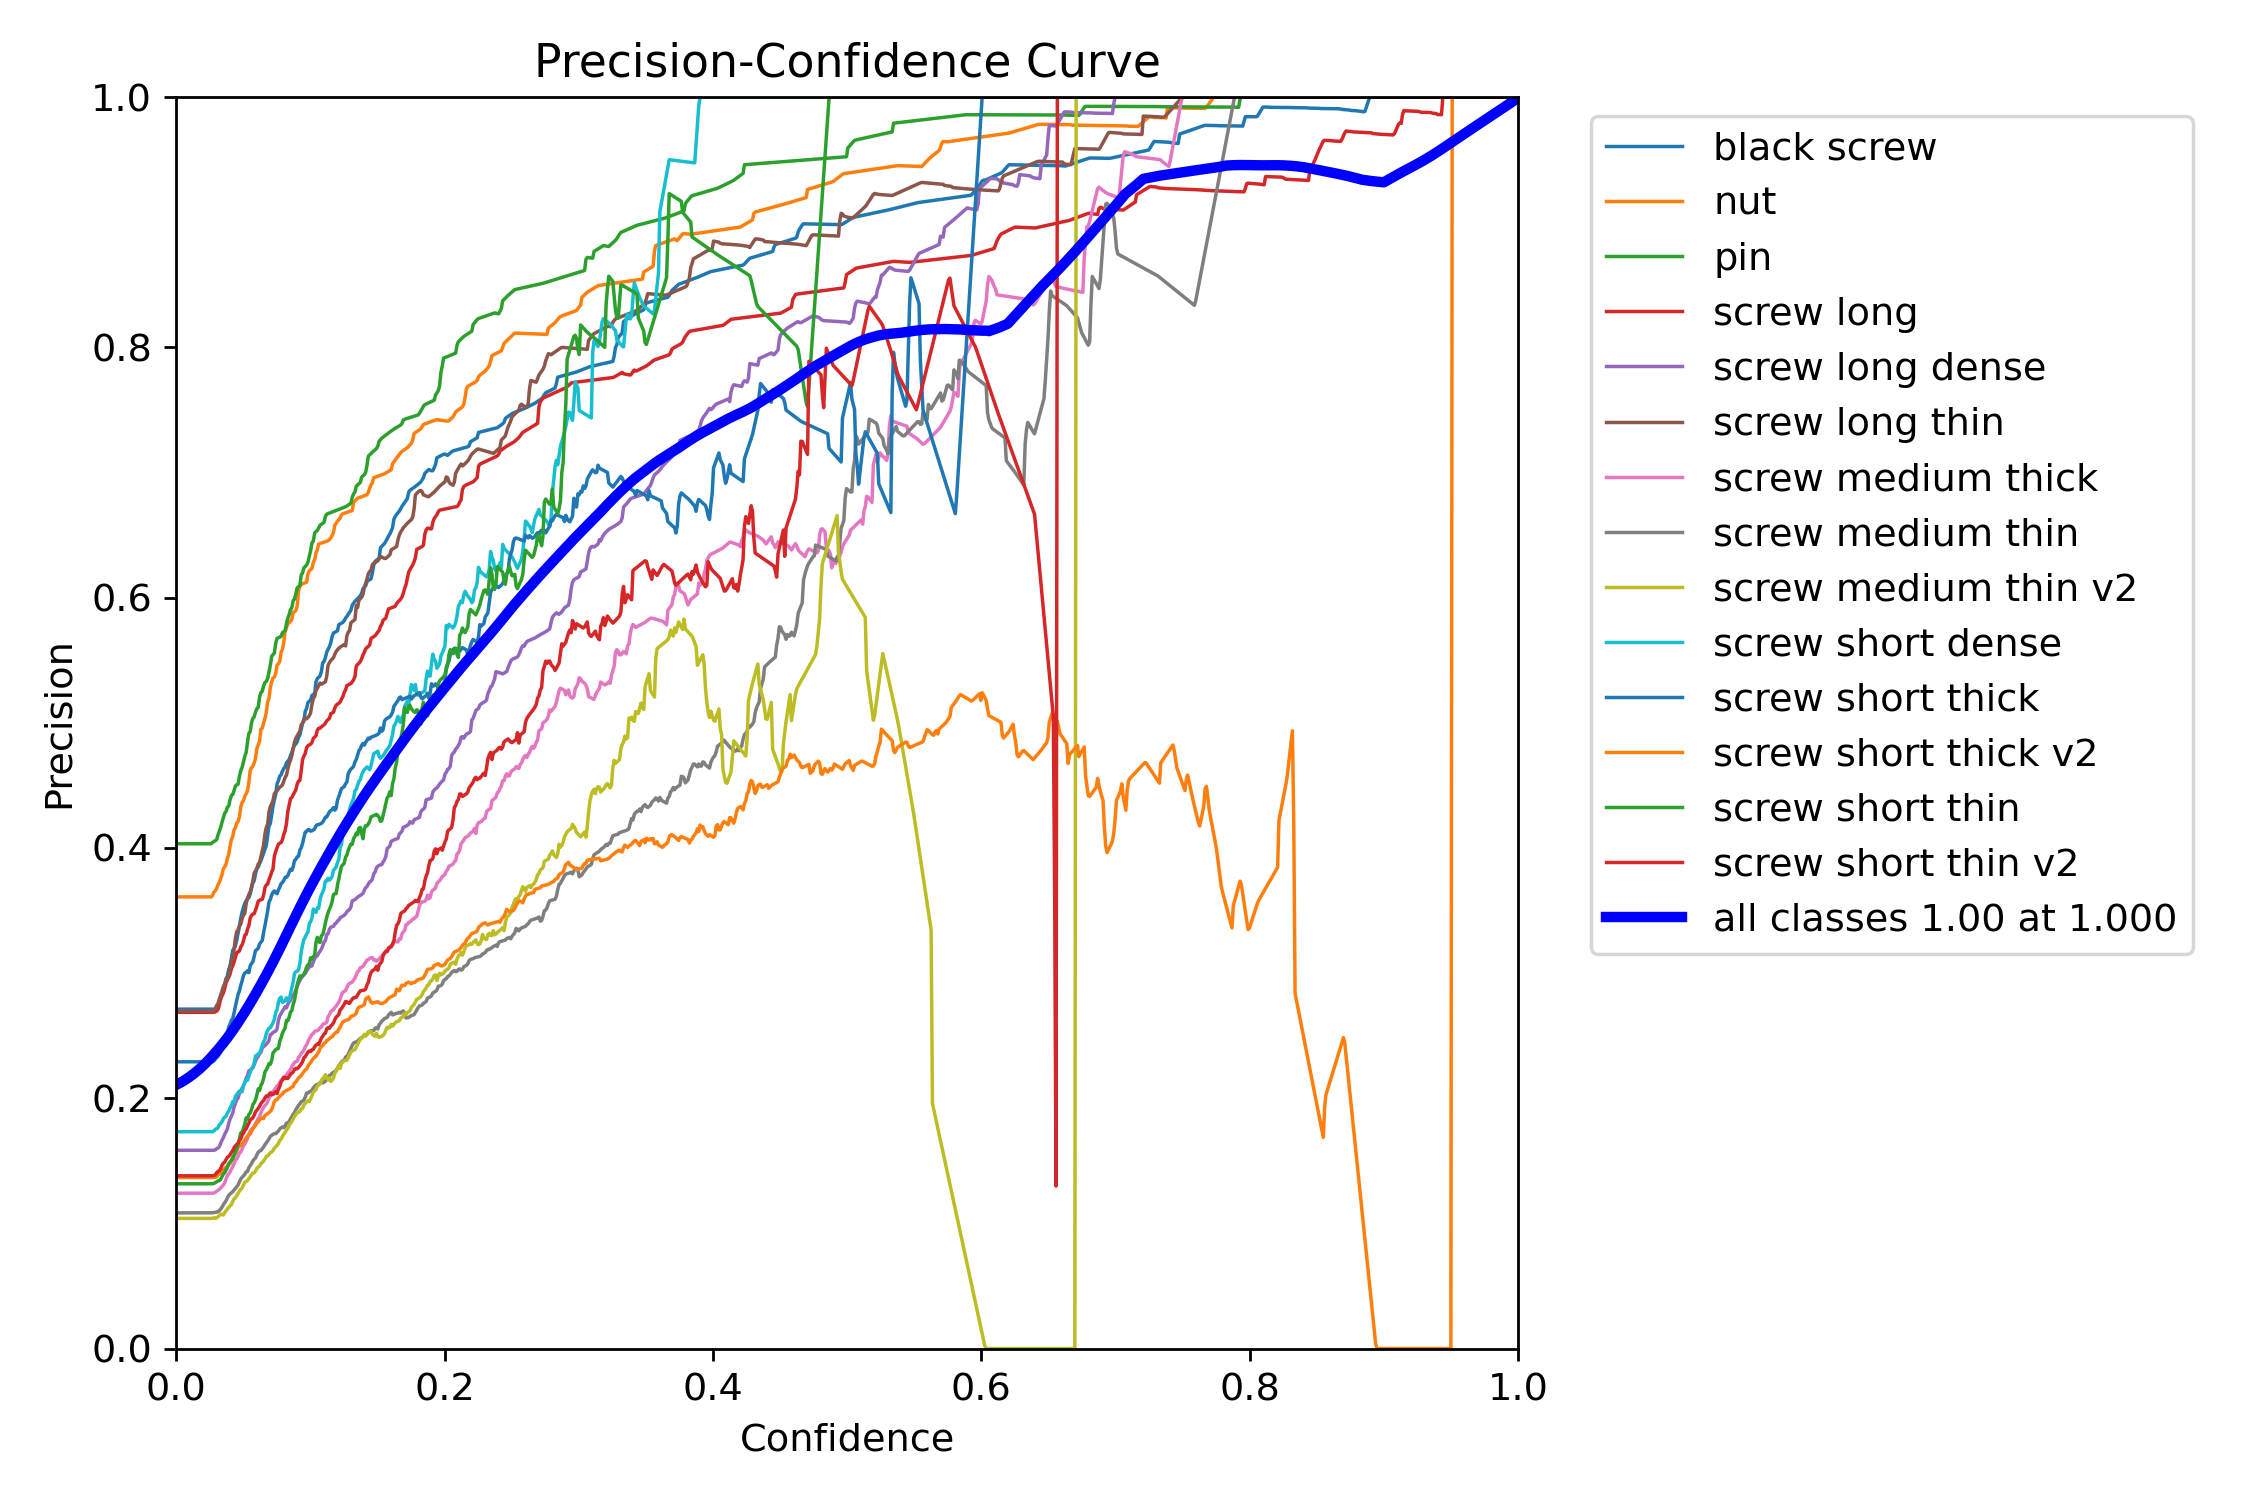 Precision-Confidence Curve
1.0
0.8
0.6
0.4
0.2
0.0
Precision
0.0 0.2 0.4 0.6 0.8 1.0
Confidence
black screw
nut
pin
screw long
screw long dense
screw long thin
screw medium thick
screw medium thin
screw medium thin v2
screw short dense
screw short thick
screw short thick v2
screw short thin
screw short thin v2
all classes 1.00 at 1.000